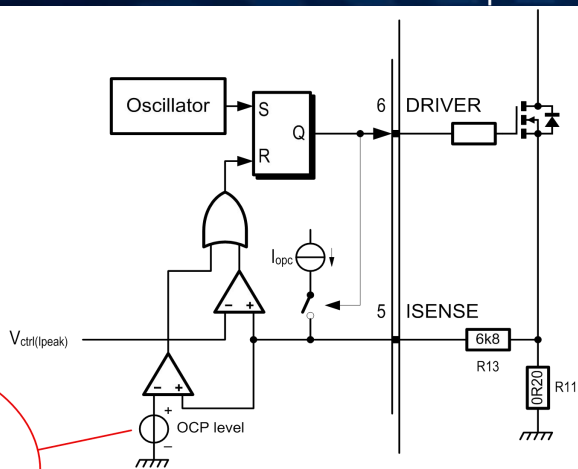 Oscillator
S
Q
R
6 DRIVER
Iopc
5 ISENSE
Vctrl(Ipeak)
6k8
R13
0R20
R11
- +
- +
+
OCP level
–